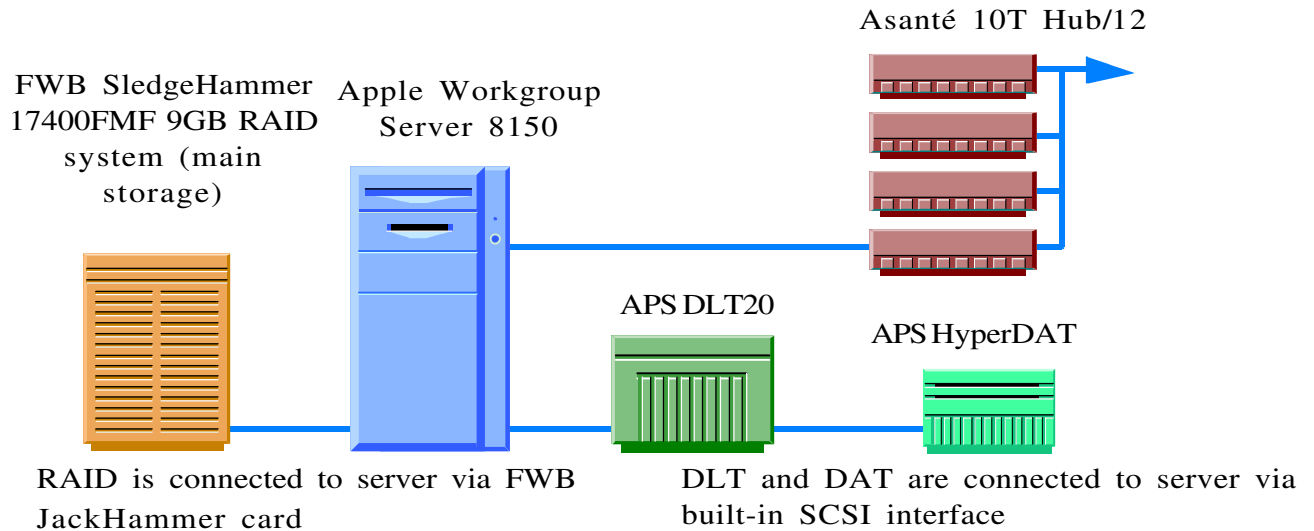 Asanté 10T Hub/12
FWB SledgeHammer
17400FMF 9GB RAID
system (main
storage)
Apple Workgroup
Server 8150
APS DLT20
APS HyperDAT
RAID is connected to server via FWB
JackHammer card
DLT and DAT are connected to server via
built-in SCSI interface